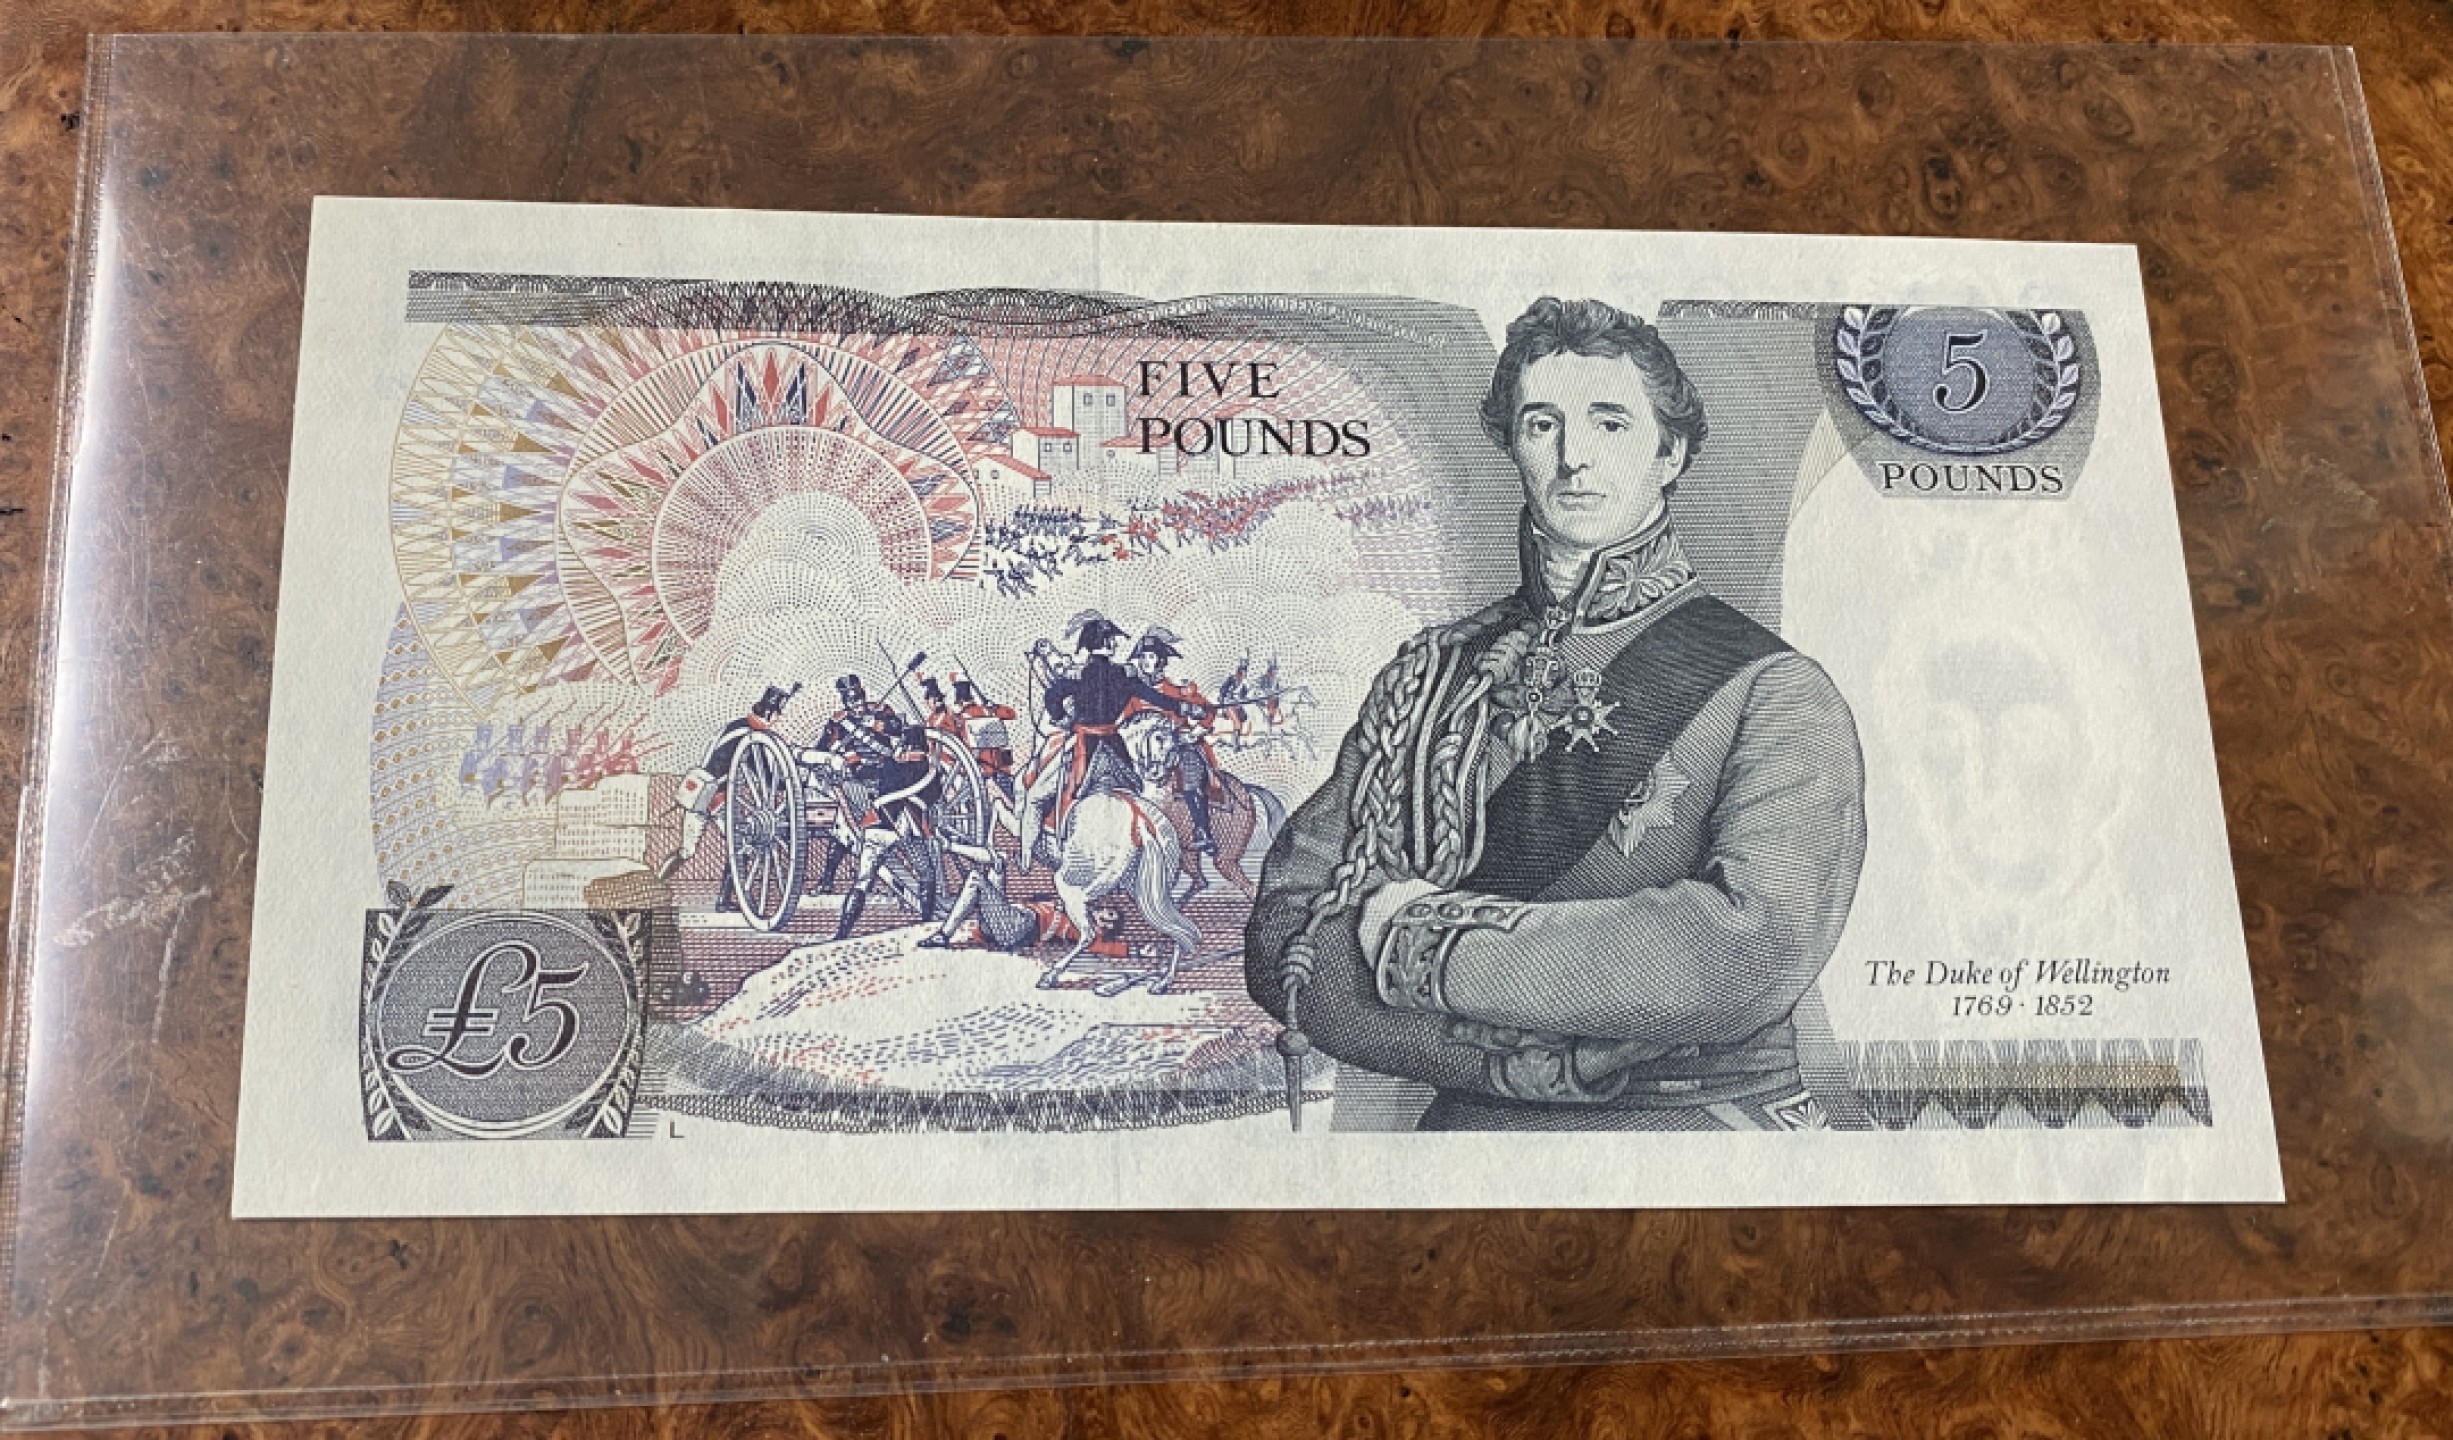 FIVE
POUNDS
5
POUNDS
The Duke of Wellington
1769 · 1852
£5
L